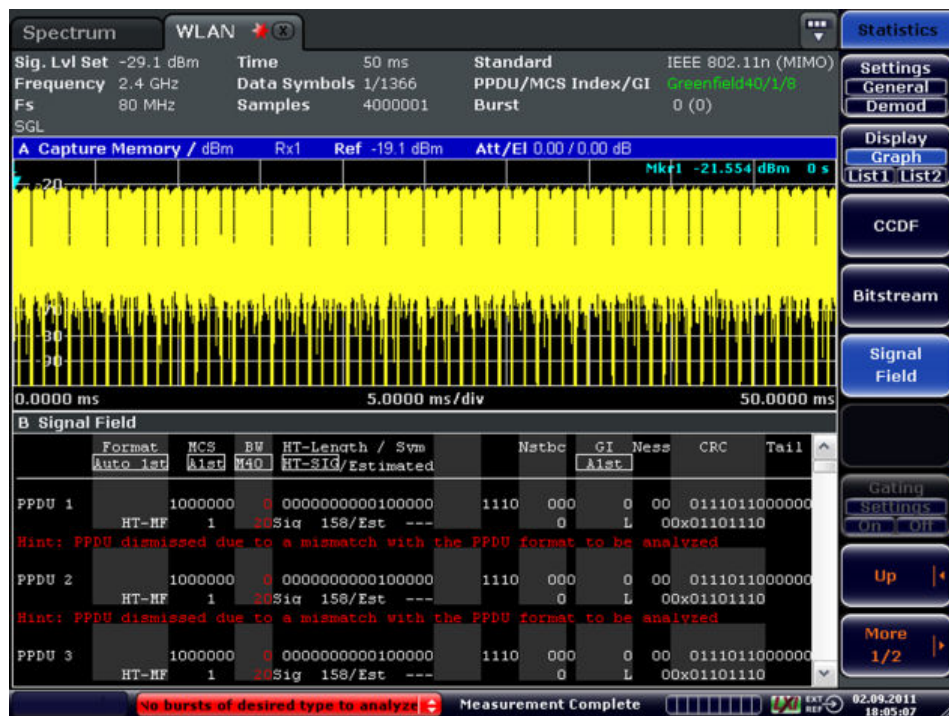 Spectrum WLAN Statistics
Sig. Lvl Set -29.1 dBm Time 50 ms Standard IEEE 802.11n (MIMO)
Frequency 2.4 GHz Data Symbols 1/1366 PPDU/MCS Index/GI Greenfield40/1/8
Fs 80 MHz Samples 4000001 Burst 0 (0)
SGL
A Capture Memory / dBm Rx1 Ref -19.1 dBm Att/El 0.00 / 0.00 dB
Mkr1 -21.554 dBm 0 s
-20
-70
-80
-90
0.0000 ms 5.0000 ms/div 50.0000 ms
B Signal Field
Format MCS BW HT-Length / Sym Nstbc GI Ness CRC Tail
Auto 1st A1st M40 HT-SIG/Estimated A1st
PPDU 1 1000000 0 0000000000100000 1110 000 0 00 0111011000000
HT-MF 1 20Sig 158/Est --- 0 L 00x01101110
Hint: PPDU dismissed due to a mismatch with the PPDU format to be analyzed
PPDU 2 1000000 0 0000000000100000 1110 000 0 00 0111011000000
HT-MF 1 20Sig 158/Est --- 0 L 00x01101110
Hint: PPDU dismissed due to a mismatch with the PPDU format to be analyzed
PPDU 3 1000000 0 0000000000100000 1110 000 0 00 0111011000000
HT-MF 1 20Sig 158/Est --- 0 L 00x01101110
No bursts of desired type to analyze Measurement Complete LXI EXT REF 02.09.2011
18:05:07
Settings
General
Demod
Display
Graph
List1 List2
CCDF
Bitstream
Signal
Field
Gating
Settings
On Off
Up
More
1/2